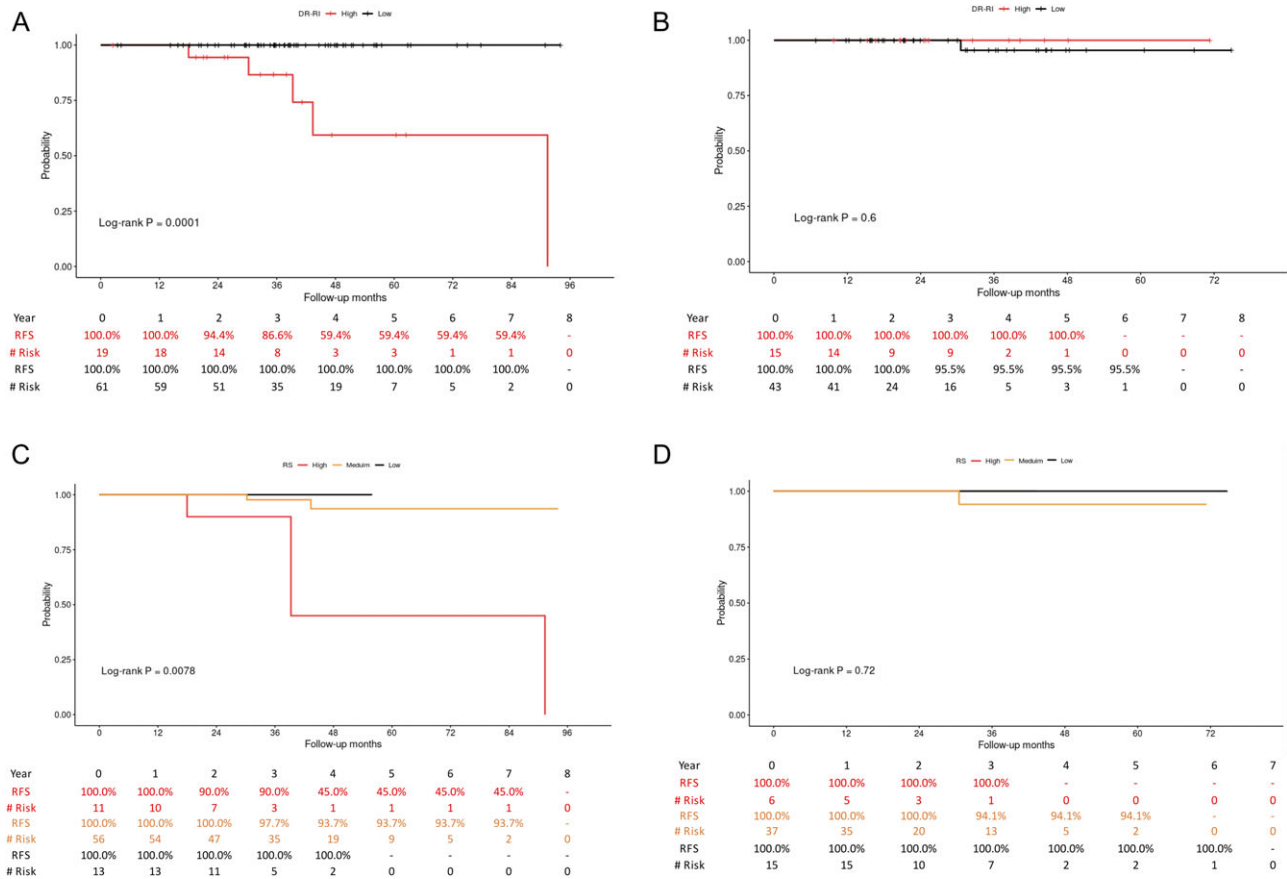 A
DR-RI High Low
1.00
0.75
0.50
0.25
0.00
Probability
Log-rank P = 0.0001
0 12 24 36 48 60 72 84 96
Follow-up months
Year 0 1 2 3 4 5 6 7 8
RFS 100.0% 100.0% 94.4% 86.6% 59.4% 59.4% 59.4% 59.4% -
# Risk 19 18 14 8 3 3 1 1 0
RFS 100.0% 100.0% 100.0% 100.0% 100.0% 100.0% 100.0% 100.0% -
# Risk 61 59 51 35 19 7 5 2 0
B
DR-RI High Low
1.00
0.75
0.50
0.25
0.00
Probability
Log-rank P = 0.6
0 12 24 36 48 60 72
Follow-up months
Year 0 1 2 3 4 5 6 7 8
RFS 100.0% 100.0% 100.0% 100.0% 100.0% 100.0% - - -
# Risk 15 14 9 9 2 1 0 0 0
RFS 100.0% 100.0% 100.0% 95.5% 95.5% 95.5% 95.5% - -
# Risk 43 41 24 16 5 3 1 0 0
C
RS High Meduim Low
1.00
0.75
0.50
0.25
0.00
Probability
Log-rank P = 0.0078
0 12 24 36 48 60 72 84 96
Follow-up months
Year 0 1 2 3 4 5 6 7 8
RFS 100.0% 100.0% 90.0% 90.0% 45.0% 45.0% 45.0% 45.0% -
# Risk 11 10 7 3 1 1 1 1 0
RFS 100.0% 100.0% 100.0% 97.7% 93.7% 93.7% 93.7% 93.7% -
# Risk 56 54 47 35 19 9 5 2 0
RFS 100.0% 100.0% 100.0% 100.0% 100.0% - - - -
# Risk 13 13 11 5 2 0 0 0 0
D
RS High Meduim Low
1.00
0.75
0.50
0.25
0.00
Probability
Log-rank P = 0.72
0 12 24 36 48 60 72
Follow-up months
Year 0 1 2 3 4 5 6 7
RFS 100.0% 100.0% 100.0% 100.0% - - - -
# Risk 6 5 3 1 0 0 0 0
RFS 100.0% 100.0% 100.0% 94.1% 94.1% 94.1% - -
# Risk 37 35 20 13 5 2 0 0
RFS 100.0% 100.0% 100.0% 100.0% 100.0% 100.0% 100.0% -
# Risk 15 15 10 7 2 2 1 0